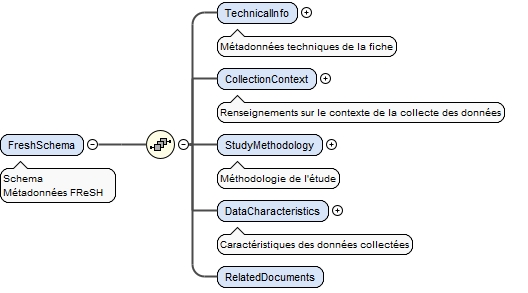 TechnicalInfo
Métadonnées techniques de la fiche
CollectionContext
Renseignements sur le contexte de la collecte des données
FreshSchema
Schema
Métadonnées FReSH
StudyMethodology
Méthodologie de l'étude
DataCharacteristics
Caractéristiques des données collectées
RelatedDocuments